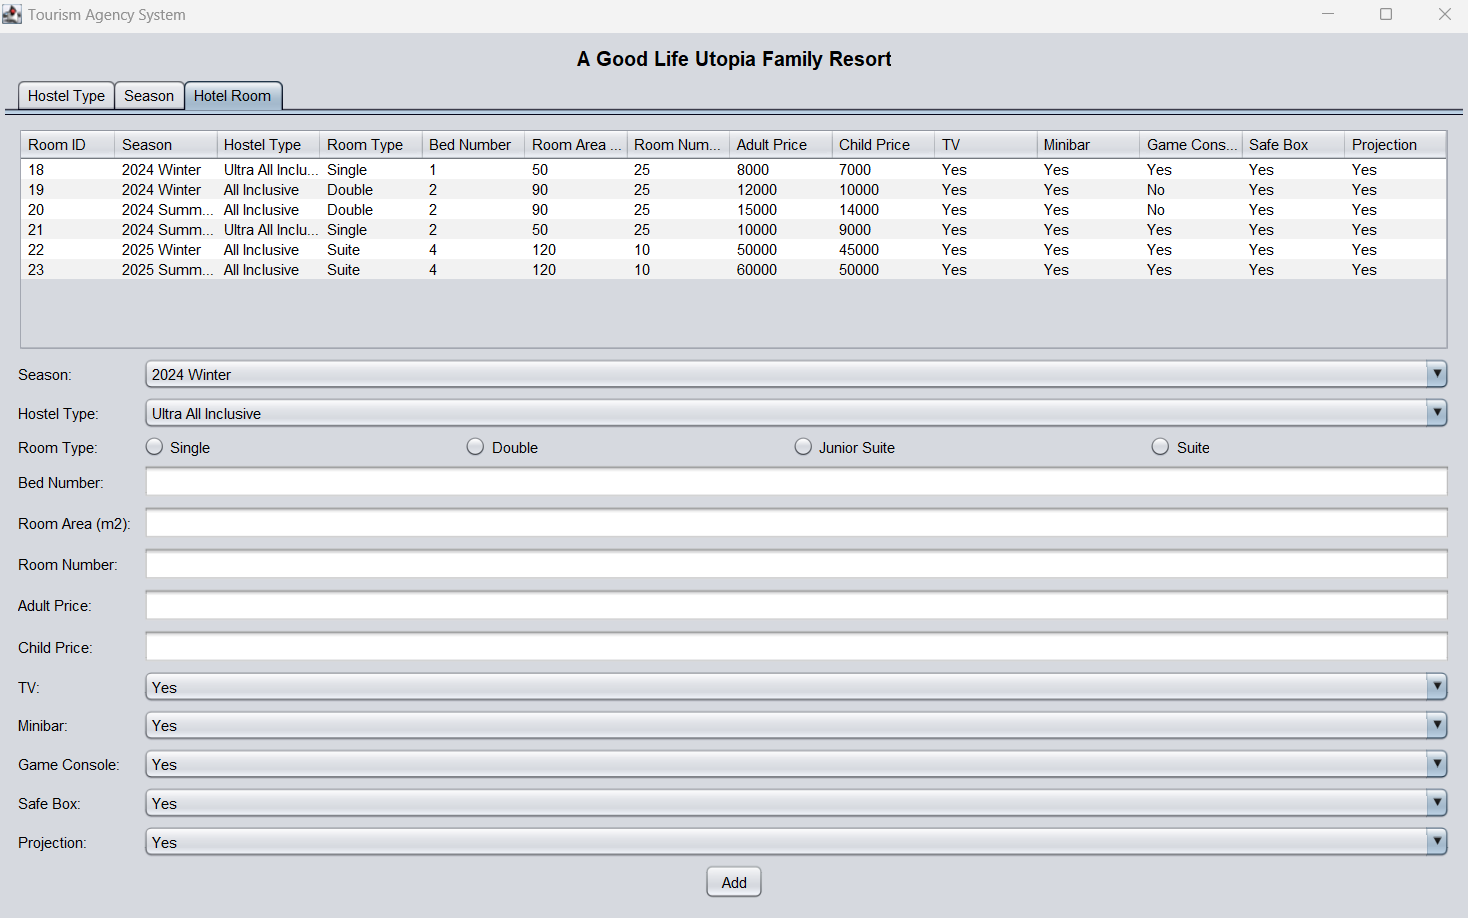 Tourism Agency System
A Good Life Utopia Family Resort
Hostel Type Season Hotel Room
Room ID Season Hostel Type Room Type Bed Number Room Area ... Room Num... Adult Price Child Price TV Minibar Game Cons... Safe Box Projection
18 2024 Winter Ultra All Inclu... Single 1 50 25 8000 7000 Yes Yes Yes Yes Yes
19 2024 Winter All Inclusive Double 2 90 25 12000 10000 Yes Yes No Yes Yes
20 2024 Summ... All Inclusive Double 2 90 25 15000 14000 Yes Yes No Yes Yes
21 2024 Summ... Ultra All Inclu... Single 2 50 25 10000 9000 Yes Yes Yes Yes Yes
22 2025 Winter All Inclusive Suite 4 120 10 50000 45000 Yes Yes Yes Yes Yes
23 2025 Summ... All Inclusive Suite 4 120 10 60000 50000 Yes Yes Yes Yes Yes
Season: 2024 Winter
Hostel Type: Ultra All Inclusive
Room Type: Single Double Junior Suite Suite
Bed Number:
Room Area (m2):
Room Number:
Adult Price:
Child Price:
TV: Yes
Minibar: Yes
Game Console: Yes
Safe Box: Yes
Projection: Yes
Add